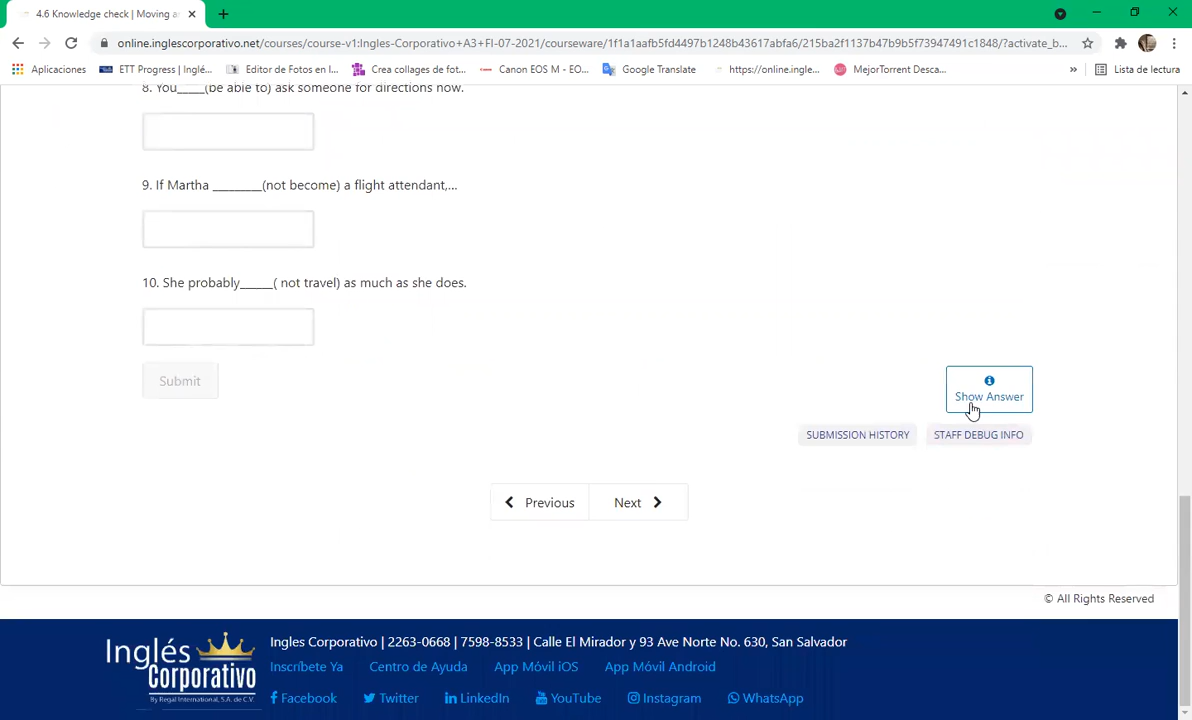 4.6 Knowledge check | Moving a
online.inglescorporativo.net/courses/course-v1:Ingles-Corporativo+A3+FI-07-2021/courseware/1f1a1aafb5fd4497b1248b43617abfa6/215ba2f1137b47b9b5f73947491c1848/?activate_b...
Aplicaciones
ETT Progress | Inglé...
Editor de Fotos en l...
Crea collages de fot...
Canon EOS M - EO...
Google Translate
https://online.ingle...
MejorTorrent Desca...
»
Lista de lectura
8. You_____(be able to) ask someone for directions now.
9. If Martha ________(not become) a flight attendant,...
10. She probably______( not travel) as much as she does.
Submit
Show Answer
SUBMISSION HISTORY
STAFF DEBUG INFO
Previous
Next
© All Rights Reserved
Inglés
Corporativo
By Regal International, S.A. de C.V.
Ingles Corporativo | 2263-0668 | 7598-8533 | Calle El Mirador y 93 Ave Norte No. 630, San Salvador
Inscríbete Ya
Centro de Ayuda
App Móvil iOS
App Móvil Android
Facebook
Twitter
LinkedIn
YouTube
Instagram
WhatsApp